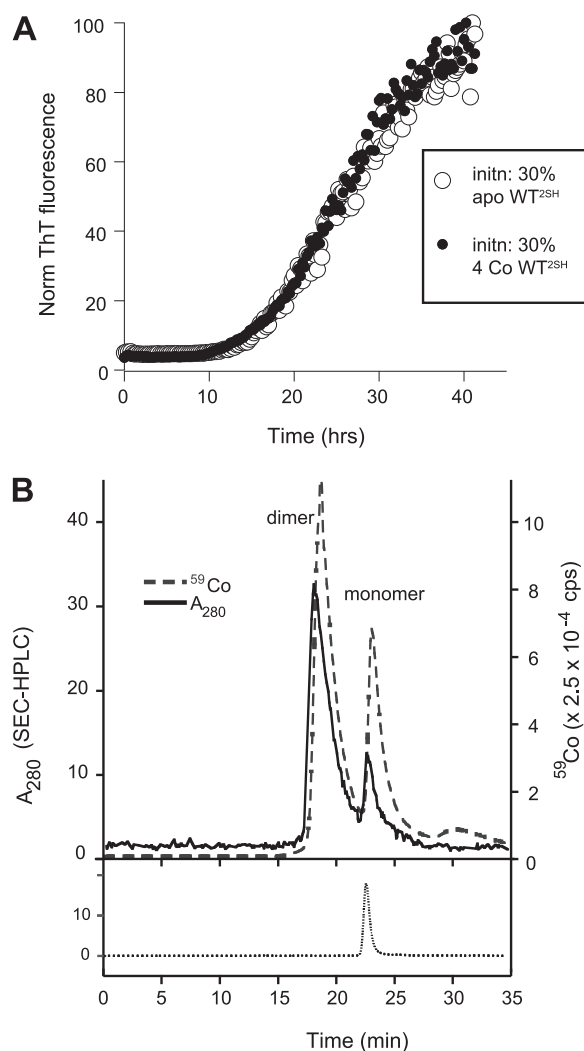 A
100
80
60
40
20
0
Norm ThT fluorescence
0 10 20 30 40
Time (hrs)
initn: 30%
apo WT²ˢᴴ
initn: 30%
4 Co WT²ˢᴴ
B
dimer
monomer
⁵⁹Co
A₂₈₀
40
30
20
10
0
A₂₈₀ (SEC-HPLC)
10
8
6
4
2
0
⁵⁹Co (x 2.5 x 10⁻⁴ cps)
10
0
0 5 10 15 20 25 30 35
Time (min)